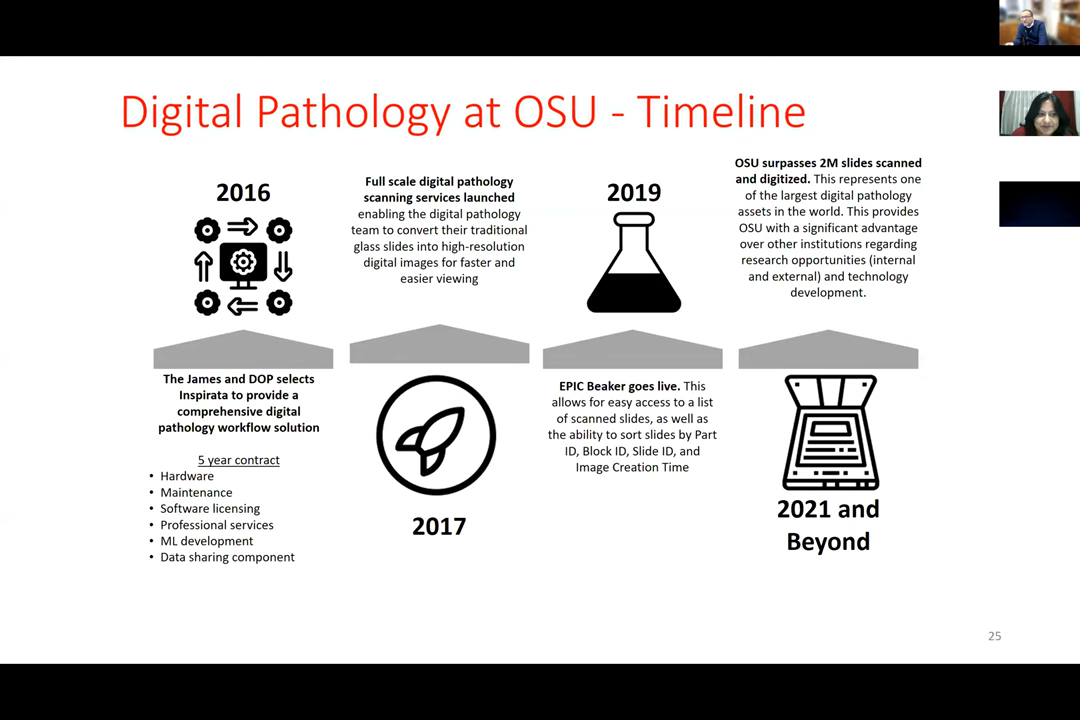 Digital Pathology at OSU - Timeline
2016
The James and DOP selects
Inspirata to provide a
comprehensive digital
pathology workflow solution
5 year contract
• Hardware
• Maintenance
• Software licensing
• Professional services
• ML development
• Data sharing component
Full scale digital pathology
scanning services launched
enabling the digital pathology
team to convert their traditional
glass slides into high-resolution
digital images for faster and
easier viewing
2017
2019
EPIC Beaker goes live. This
allows for easy access to a list
of scanned slides, as well as
the ability to sort slides by Part
ID, Block ID, Slide ID, and
Image Creation Time
OSU surpasses 2M slides scanned
and digitized. This represents one
of the largest digital pathology
assets in the world. This provides
OSU with a significant advantage
over other institutions regarding
research opportunities (internal
and external) and technology
development.
2021 and
Beyond
25